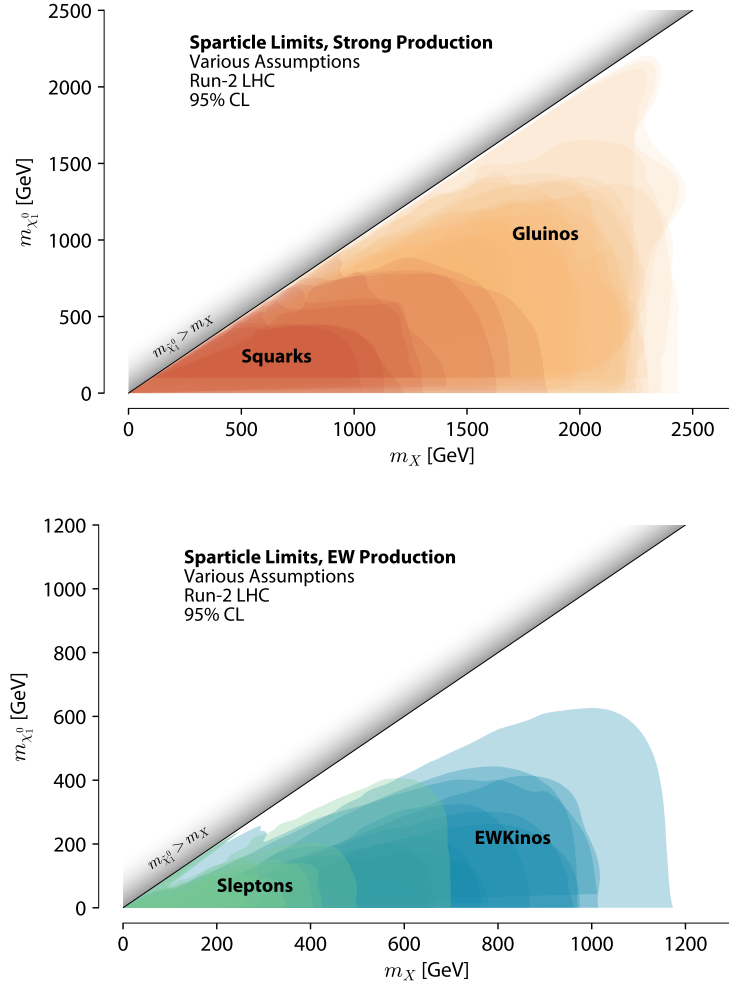 2500
Sparticle Limits, Strong Production
Various Assumptions
2000
Run-2 LHC
95% CL
1500
m_χ̃₁⁰ [GeV]
1000
Gluinos
500
m_χ̃₁⁰ > m_X
Squarks
0
0 500 1000 1500 2000 2500
m_X [GeV]
1200
Sparticle Limits, EW Production
Various Assumptions
Run-2 LHC
1000
95% CL
800
m_χ̃₁⁰ [GeV]
600
400
200
m_χ̃₁⁰ > m_X
EWKinos
Sleptons
0
0 200 400 600 800 1000 1200
m_X [GeV]